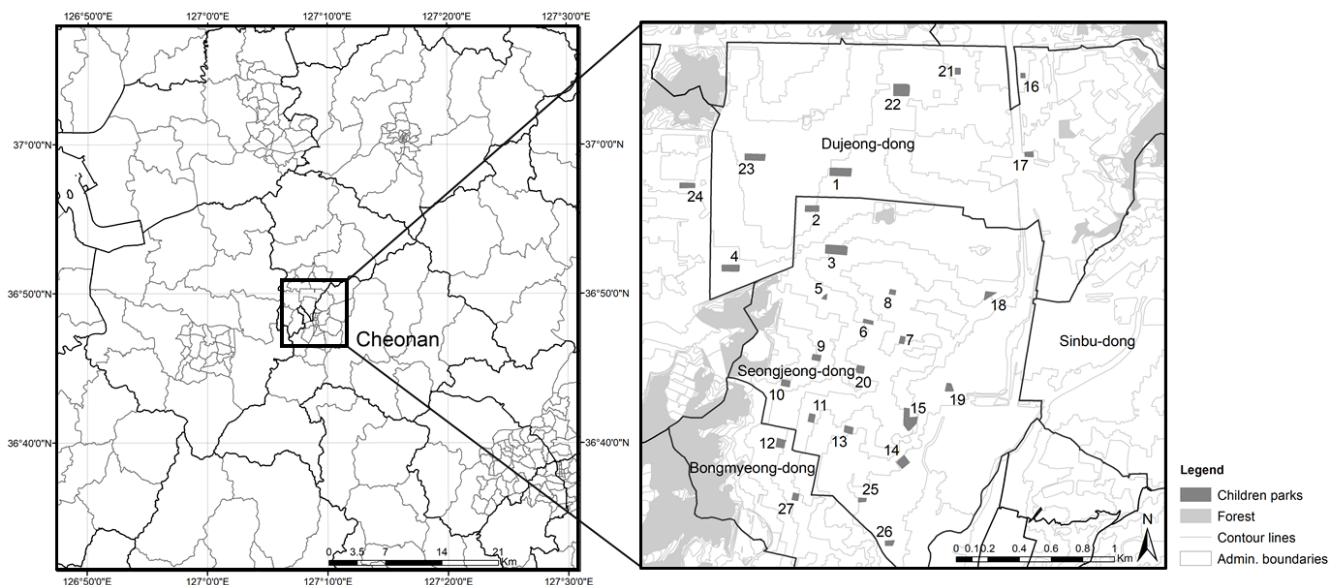 126°50'0"E 127°0'0"E 127°10'0"E 127°20'0"E 127°30'0"E
37°0'0"N 37°0'0"N
36°50'0"N 36°50'0"N
Cheonan
36°40'0"N 36°40'0"N
0 3.5 7 14 21
Km
126°50'0"E 127°0'0"E 127°10'0"E 127°20'0"E 127°30'0"E
21
16
22
Dujeong-dong
17
23
1
24
2
3
4
5
8
18
6
7
Sinbu-dong
9
Seongjeong-dong
20
10
19
11
15
13
12
14
Bongmyeong-dong
25
27
26
N
0 0.1 0.2 0.4 0.6 0.8 1
Km
Legend
Children parks
Forest
Contour lines
Admin. boundaries